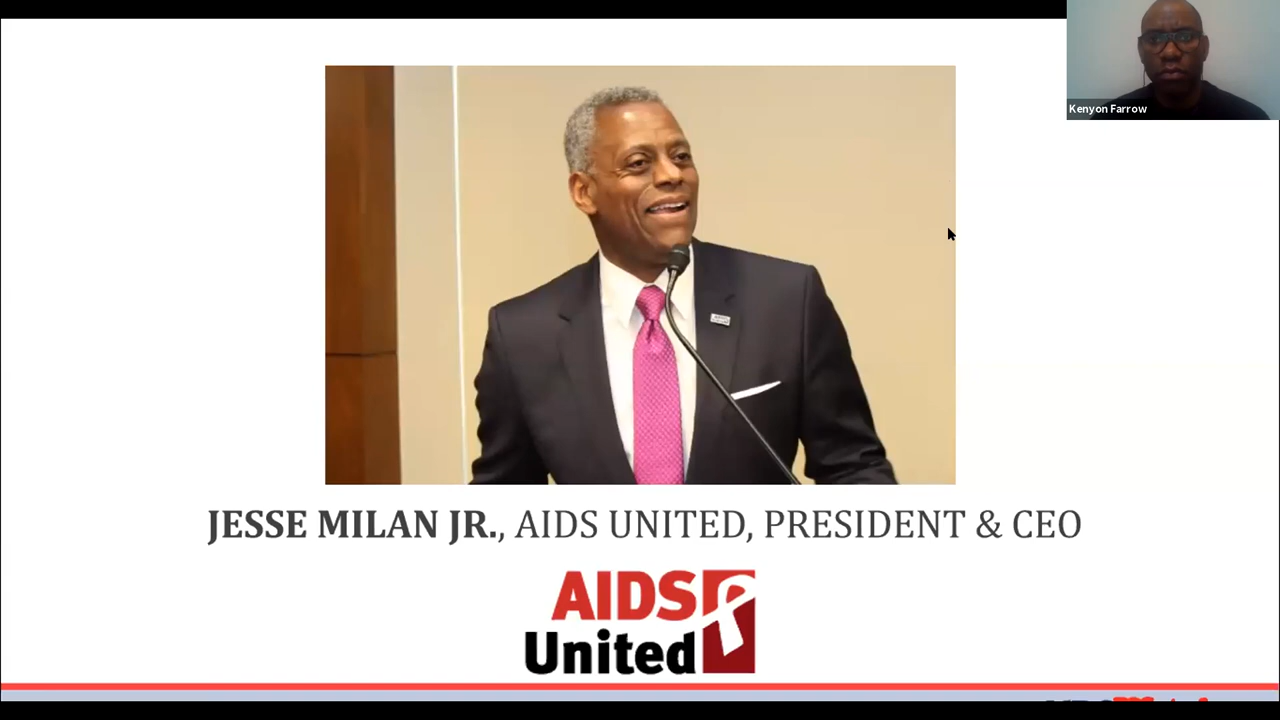 Kenyon Farrow
JESSE MILAN JR., AIDS UNITED, PRESIDENT & CEO
AIDS
United